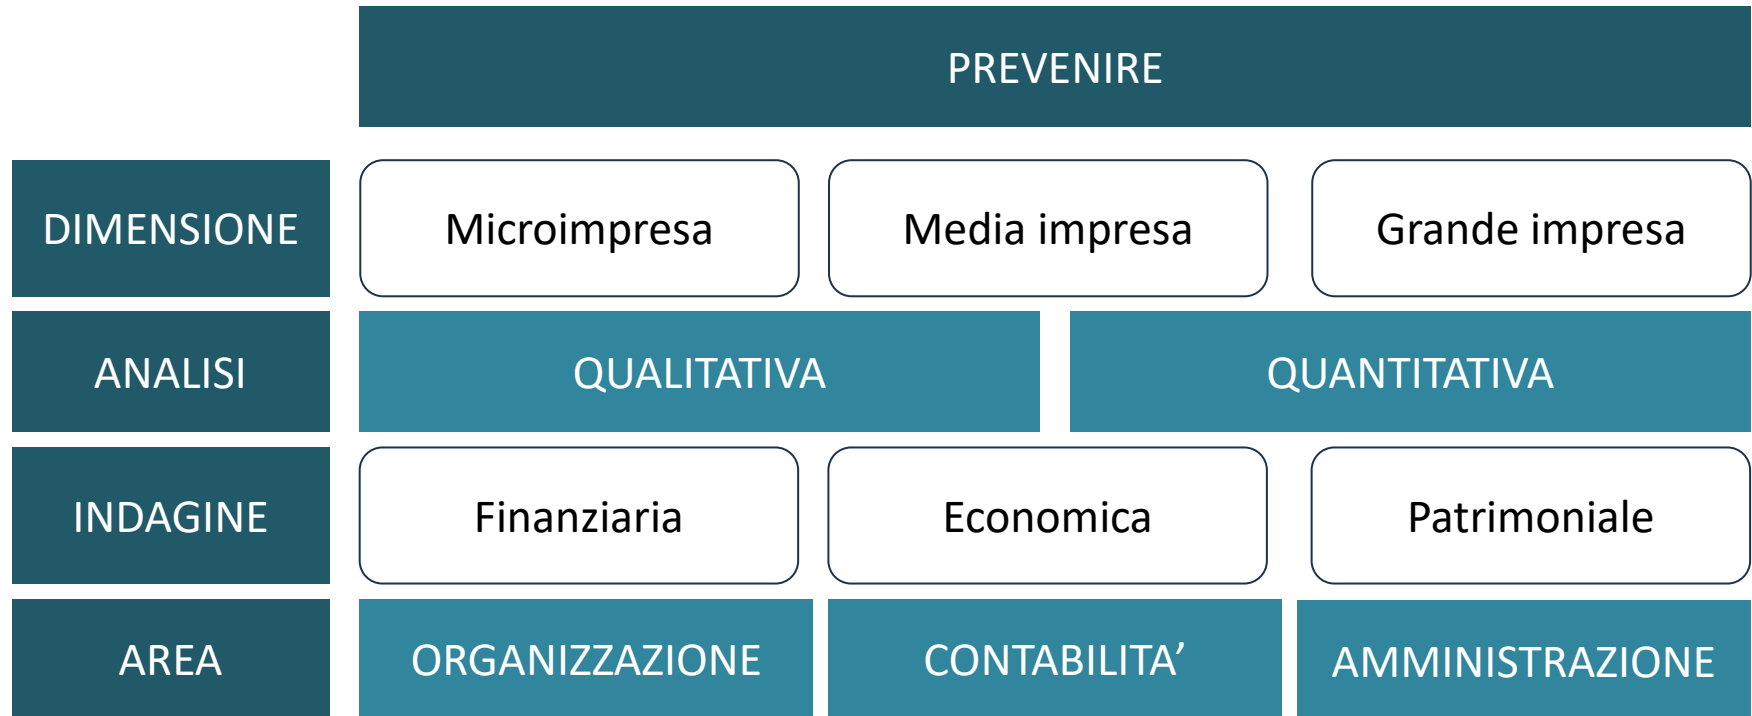 PREVENIRE
DIMENSIONE
Microimpresa
Media impresa
Grande impresa
ANALISI
QUALITATIVA
QUANTITATIVA
INDAGINE
Finanziaria
Economica
Patrimoniale
AREA
ORGANIZZAZIONE
CONTABILITA’
AMMINISTRAZIONE